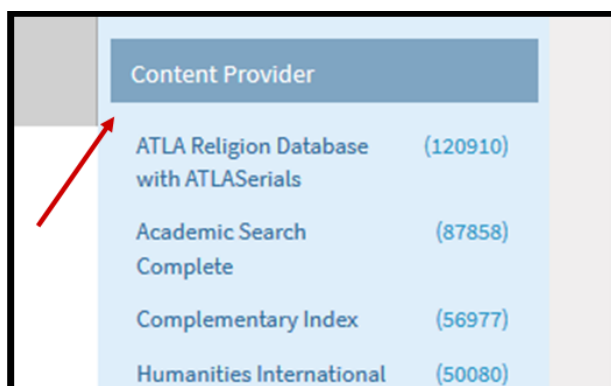 Content Provider
ATLA Religion Database (120910)
with ATLASerials
Academic Search (87858)
Complete
Complementary Index (56977)
Humanities International (50080)